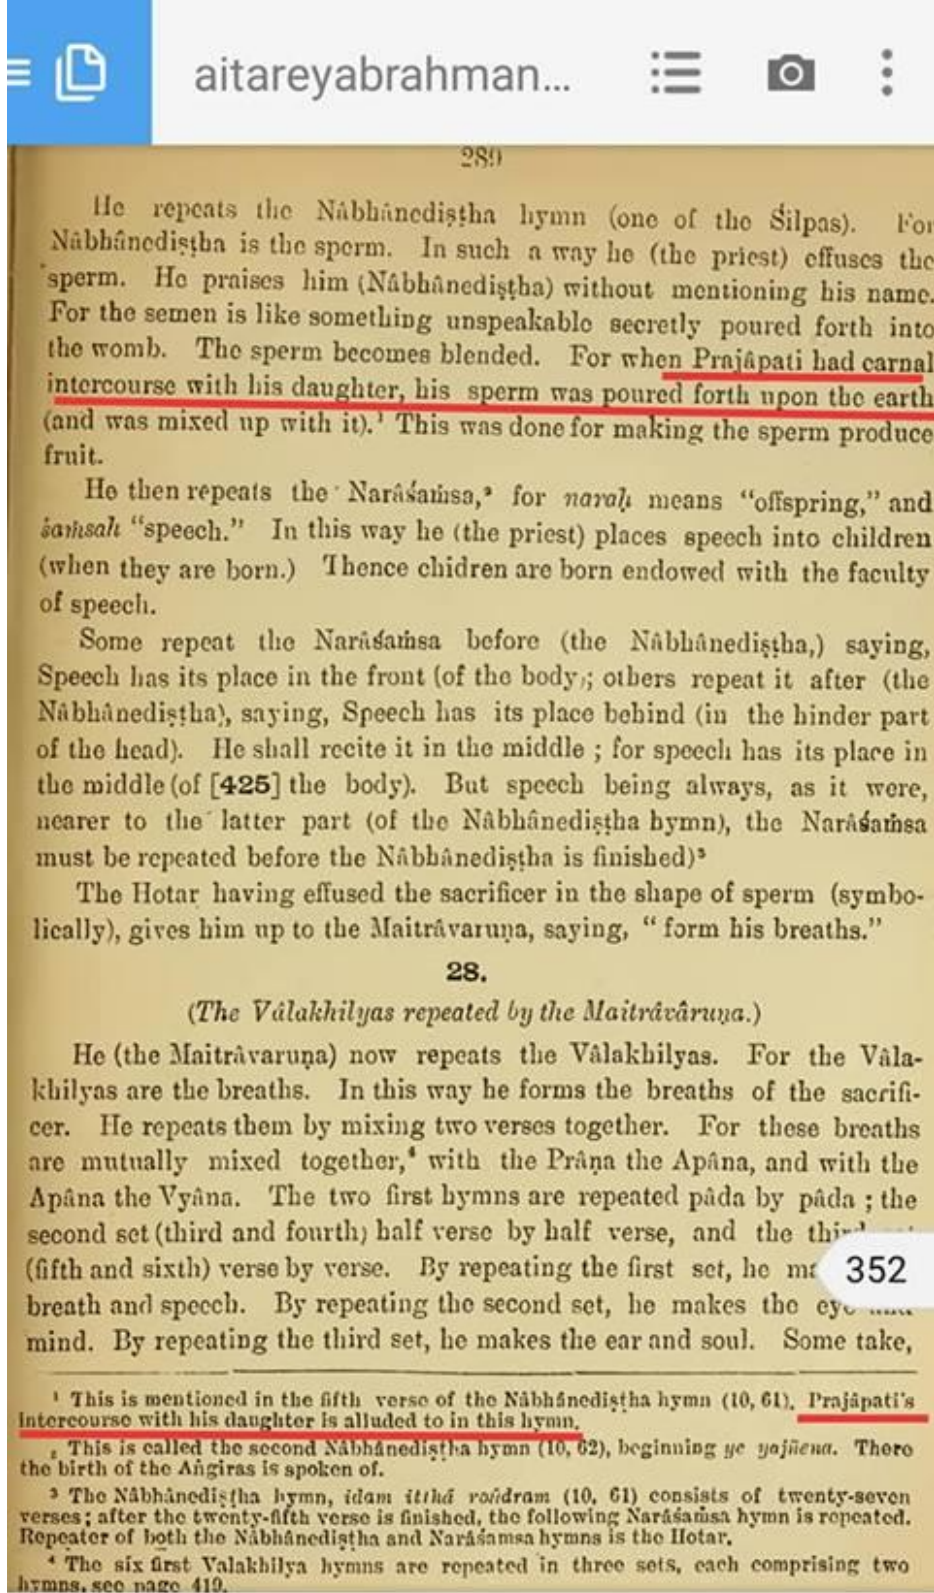 aitareyabrahman...
289
He repeats the Nâbhânediṣṭha hymn (one of the Śilpas). For
Nâbhânediṣṭha is the sperm. In such a way he (the priest) effuses the
sperm. He praises him (Nâbhânediṣṭha) without mentioning his name.
For the semen is like something unspeakable secretly poured forth into
the womb. The sperm becomes blended. For when Prajâpati had carnal
intercourse with his daughter, his sperm was poured forth upon the earth
(and was mixed up with it).¹ This was done for making the sperm produce
fruit.
He then repeats the Narâśaṁsa,² for naraḥ means "offspring," and
śaṁsaḥ "speech." In this way he (the priest) places speech into children
(when they are born.) Thence chidren are born endowed with the faculty
of speech.
Some repeat the Narâśaṁsa before (the Nâbhânediṣṭha,) saying,
Speech has its place in the front (of the body); others repeat it after (the
Nâbhânediṣṭha), saying, Speech has its place behind (in the hinder part
of the head). He shall recite it in the middle; for speech has its place in
the middle (of [425] the body). But speech being always, as it were,
nearer to the latter part (of the Nâbhânediṣṭha hymn), the Narâśaṁsa
must be repeated before the Nâbhânediṣṭha is finished)³
The Hotar having effused the sacrificer in the shape of sperm (symbo-
lically), gives him up to the Maitrâvaruṇa, saying, "form his breaths."
28.
(The Vâlakhilyas repeated by the Maitrâvâruṇa.)
He (the Maitrâvaruṇa) now repeats the Vâlakhilyas. For the Vâla-
khilyas are the breaths. In this way he forms the breaths of the sacrifi-
cer. He repeats them by mixing two verses together. For these breaths
are mutually mixed together,⁴ with the Prâṇa the Apâna, and with the
Apâna the Vyâna. The two first hymns are repeated pâda by pâda; the
second set (third and fourth) half verse by half verse, and the
(fifth and sixth) verse by verse. By repeating the first set, he
352
breath and speech. By repeating the second set, he makes the eye and
mind. By repeating the third set, he makes the ear and soul. Some take,
¹ This is mentioned in the fifth verse of the Nâbhânediṣṭha hymn (10, 61). Prajâpati's
intercourse with his daughter is alluded to in this hymn.
² This is called the second Nâbhânediṣṭha hymn (10, 62), beginning ye yajñena. There
the birth of the Aṅgiras is spoken of.
³ The Nâbhânediṣṭha hymn, idam itthâ roudram (10, 61) consists of twenty-seven
verses; after the twenty-fifth verse is finished, the following Narâśaṁsa hymn is repeated.
Repeater of both the Nâbhânediṣṭha and Narâśamsa hymns is the Hotar.
⁴ The six first Valakhilya hymns are repeated in three sets, each comprising two
hymns, see page 419.